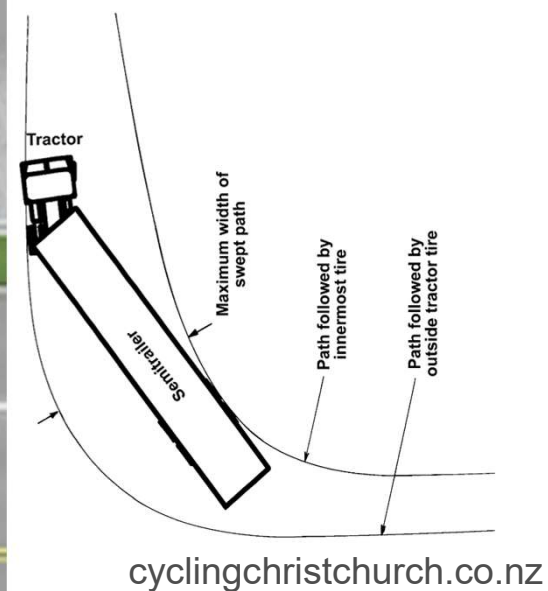 Tractor
Maximum width of
swept path
Semitrailer
Path followed by
innermost tire
Path followed by
outside tractor tire
cyclingchristchurch.co.nz